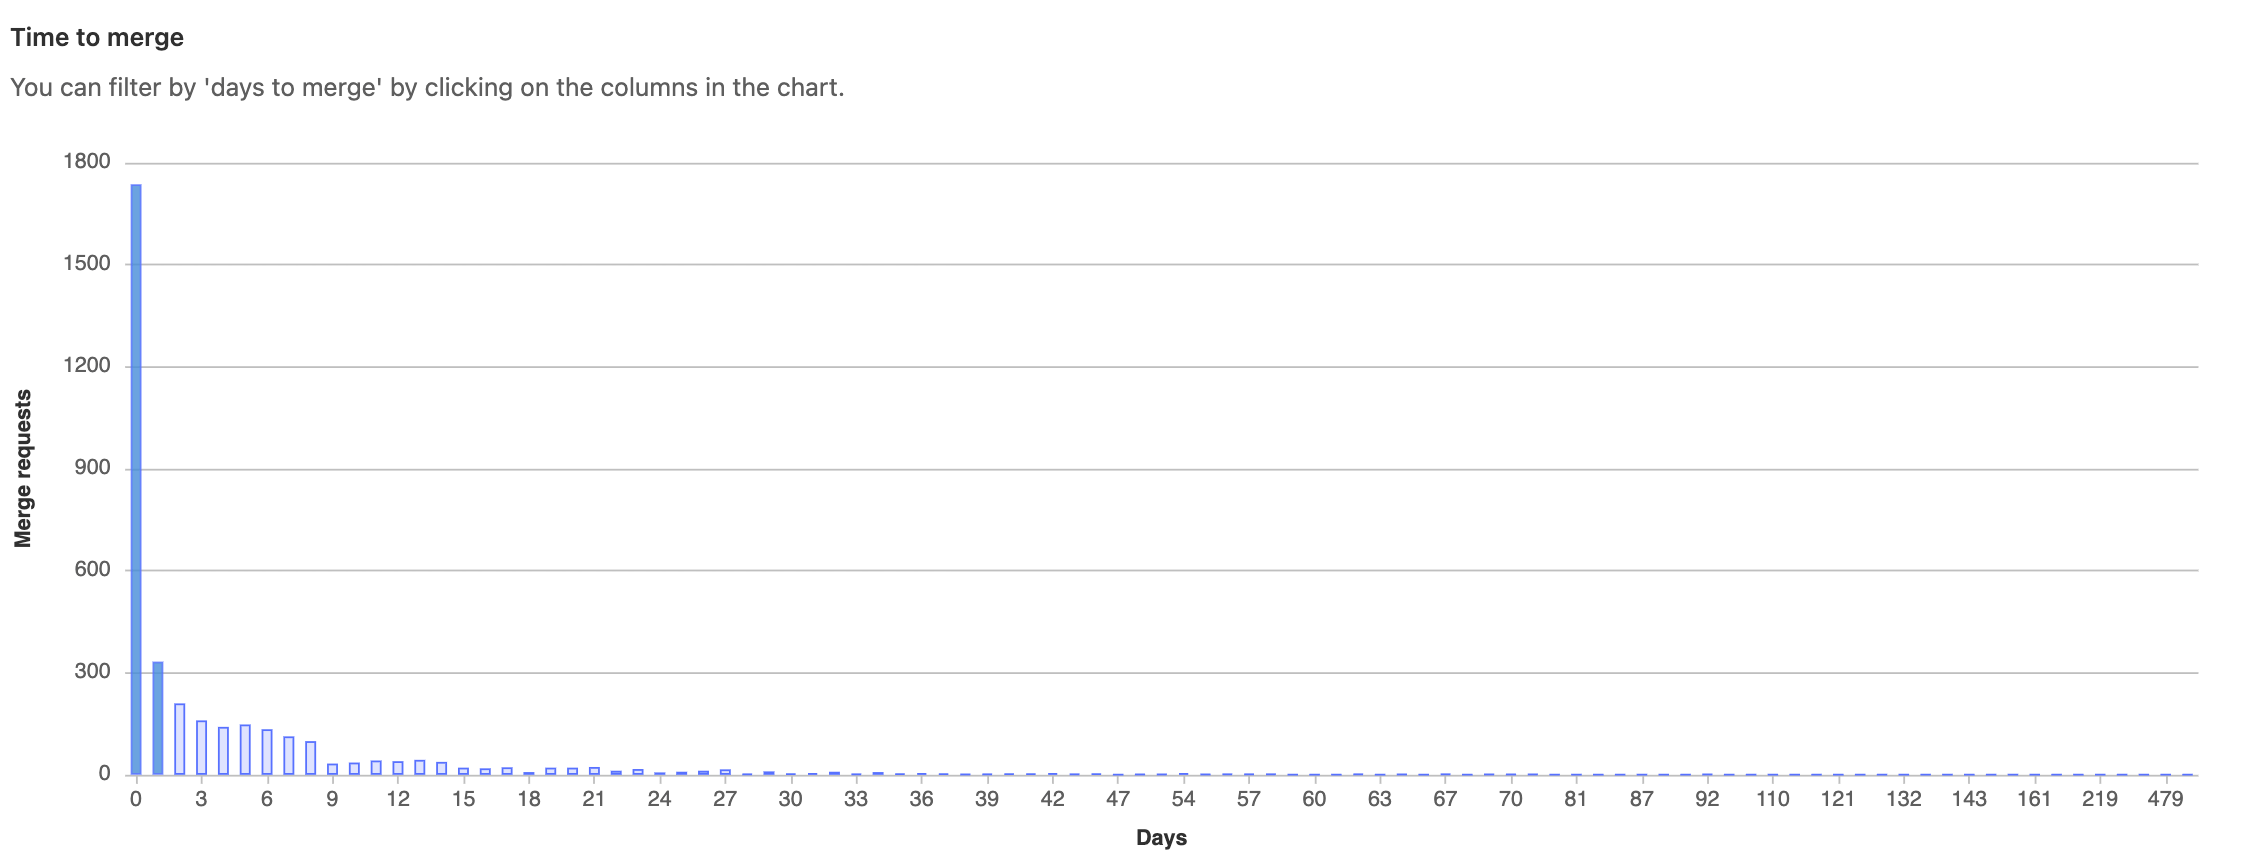 Time to merge
You can filter by 'days to merge' by clicking on the columns in the chart.
1800
1500
1200
900
600
300
0
Merge requests
0 3 6 9 12 15 18 21 24 27 30 33 36 39 42 47 54 57 60 63 67 70 81 87 92 110 121 132 143 161 219 479
Days